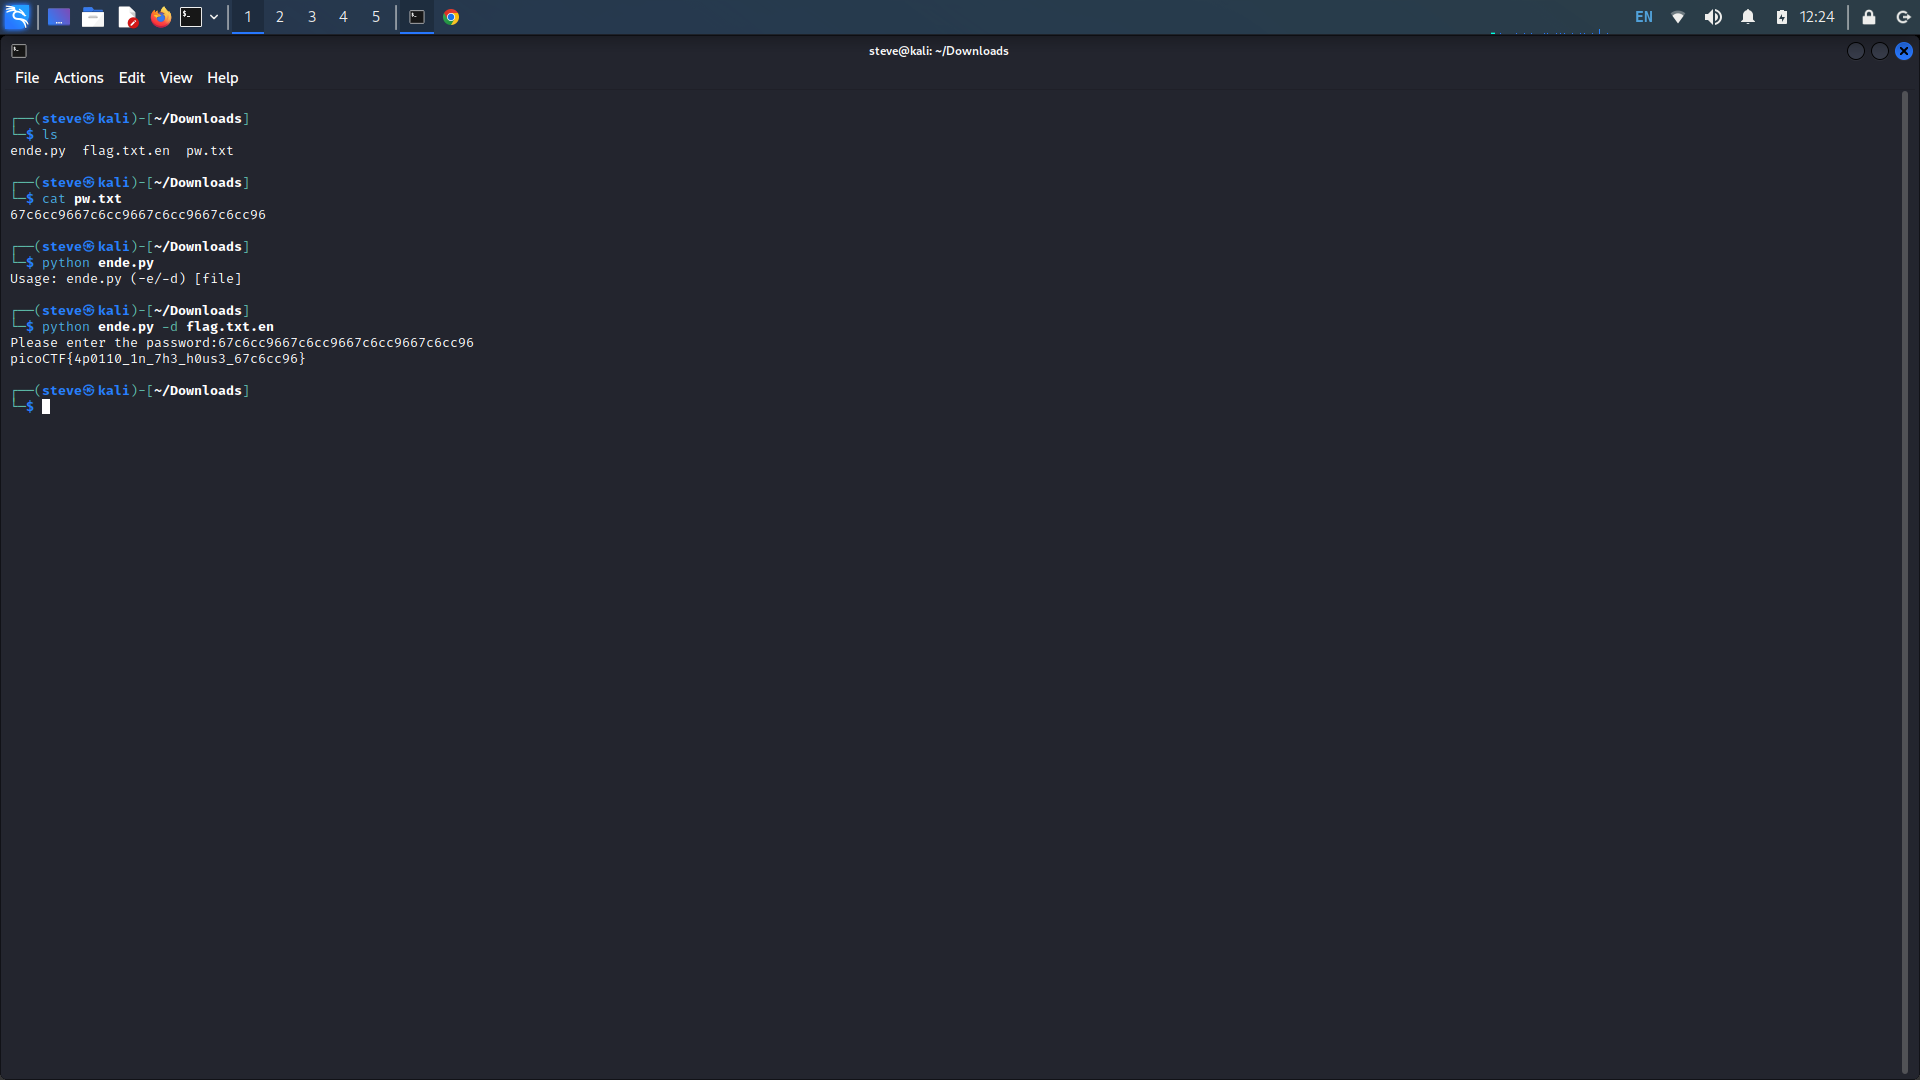 1 2 3 4 5 EN 12:24
steve@kali: ~/Downloads
File Actions Edit View Help
┌──(steve㉿kali)-[~/Downloads]
└─$ ls
ende.py  flag.txt.en  pw.txt
┌──(steve㉿kali)-[~/Downloads]
└─$ cat pw.txt
67c6cc9667c6cc9667c6cc9667c6cc96
┌──(steve㉿kali)-[~/Downloads]
└─$ python ende.py
Usage: ende.py (-e/-d) [file]
┌──(steve㉿kali)-[~/Downloads]
└─$ python ende.py -d flag.txt.en
Please enter the password:67c6cc9667c6cc9667c6cc9667c6cc96
picoCTF{4p0110_1n_7h3_h0us3_67c6cc96}
┌──(steve㉿kali)-[~/Downloads]
└─$